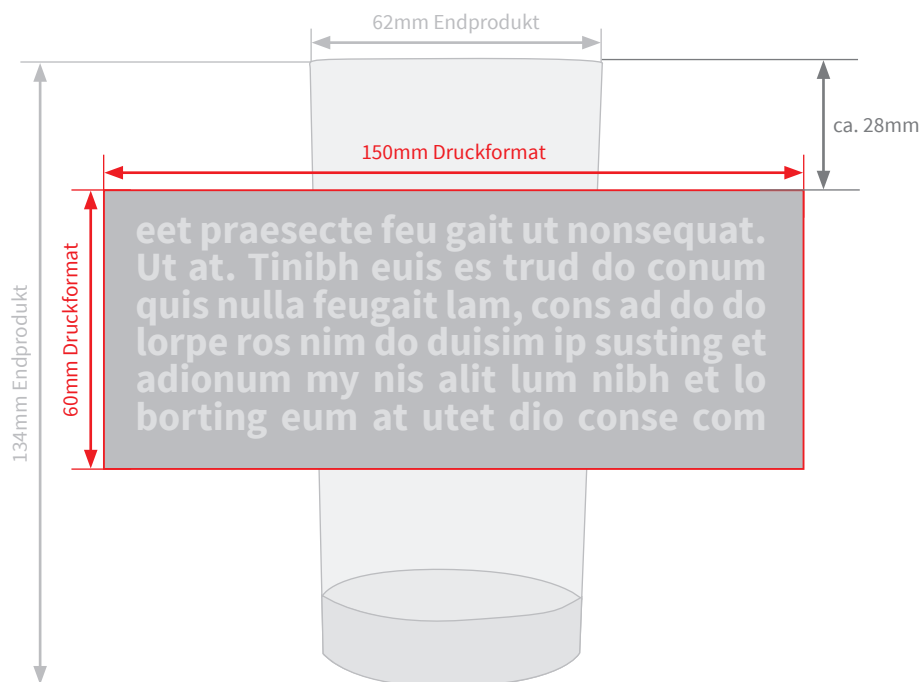 62mm Endprodukt
ca. 28mm
150mm Druckformat
134mm Endprodukt
60mm Druckformat
eet praesecte feu gait ut nonsequat.
Ut at. Tinibh euis es trud do conum
quis nulla feugait lam, cons ad do do
lorpe ros nim do duisim ip susting et
adionum my nis alit lum nibh et lo
borting eum at utet dio conse com